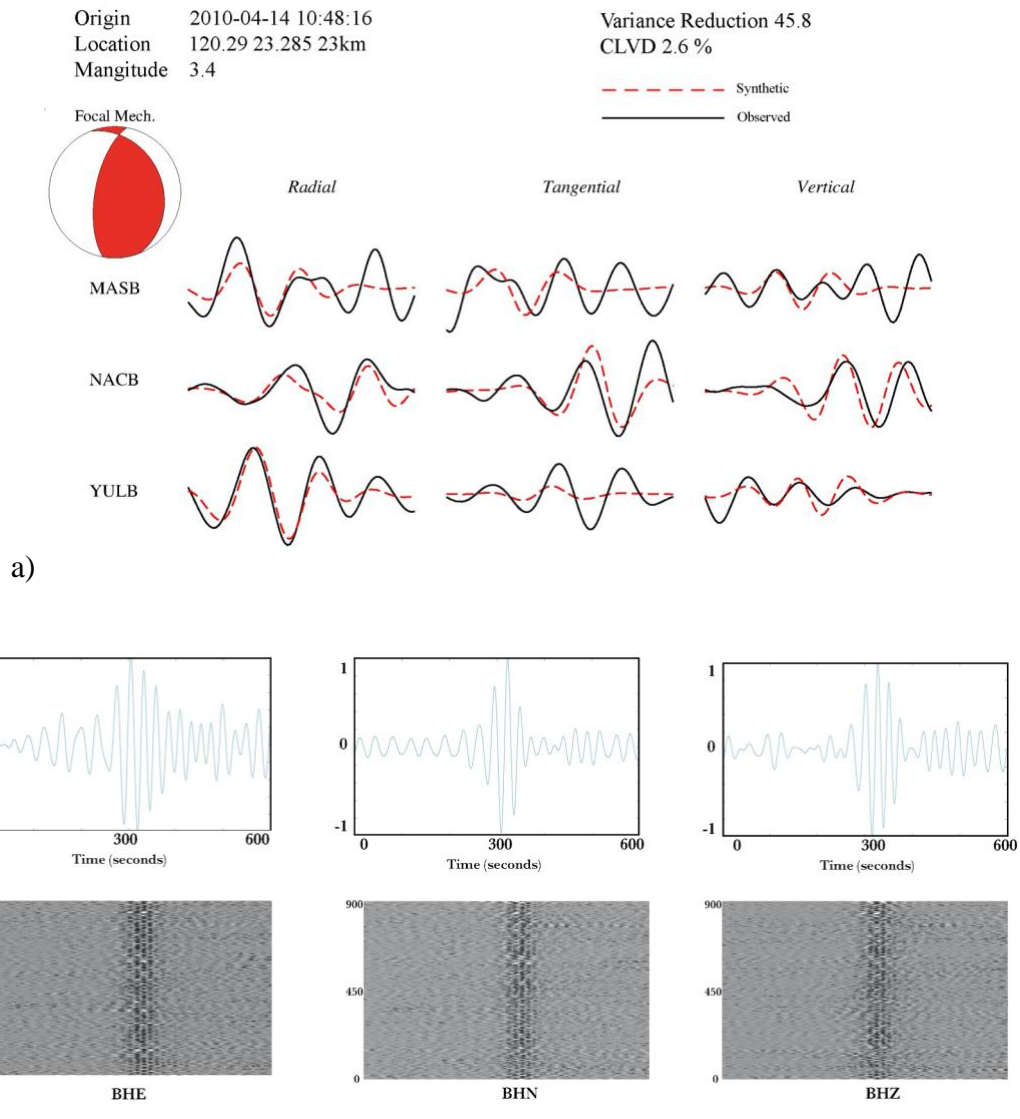 Origin 2010-04-14 10:48:16
Location 120.29 23.285 23km
Mangitude 3.4
Variance Reduction 45.8
CLVD 2.6 %
Synthetic
Observed
Focal Mech.
Radial Tangential Vertical
MASB
NACB
YULB
a)
300 600
Time (seconds)
1
0
-1
0 300 600
Time (seconds)
1
0
-1
0 300 600
Time (seconds)
BHE
900
450
0
BHN
900
450
0
BHZ